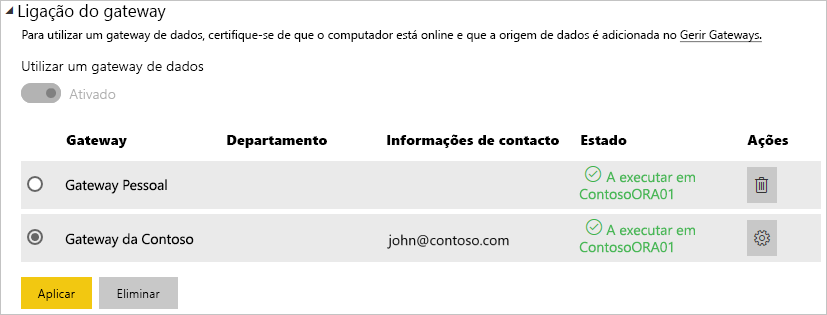 Ligação do gateway
Para utilizar um gateway de dados, certifique-se de que o computador está online e que a origem de dados é adicionada no Gerir Gateways.
Utilizar um gateway de dados
Ativado
Gateway Departamento Informações de contacto Estado Ações
Gateway Pessoal A executar em
ContosoORA01
Gateway da Contoso john@contoso.com A executar em
ContosoORA01
Aplicar Eliminar